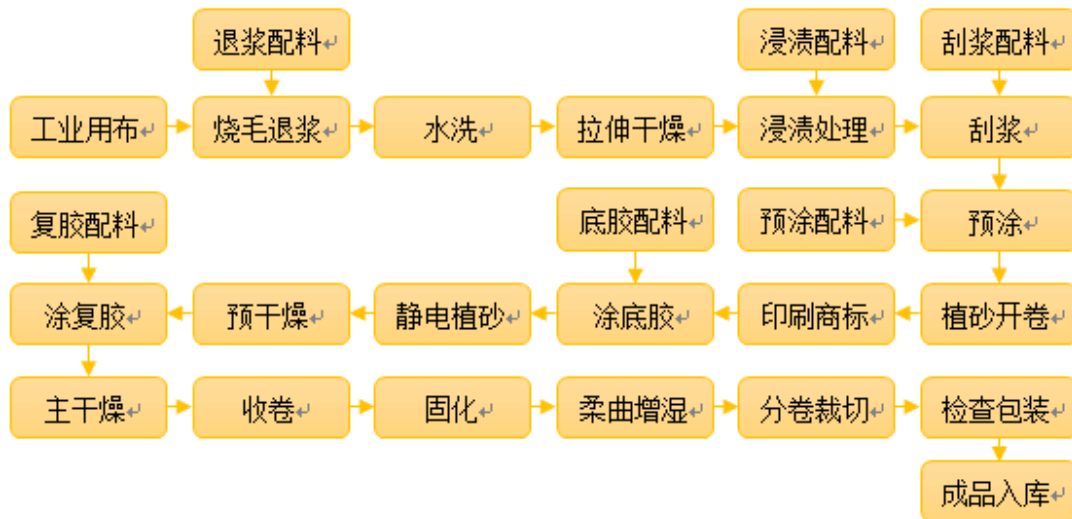 退浆配料
浸渍配料
刮浆配料
工业用布
烧毛退浆
水洗
拉伸干燥
浸渍处理
刮浆
复胶配料
底胶配料
预涂配料
预涂
涂复胶
预干燥
静电植砂
涂底胶
印刷商标
植砂开卷
主干燥
收卷
固化
柔曲增湿
分卷裁切
检查包装
成品入库